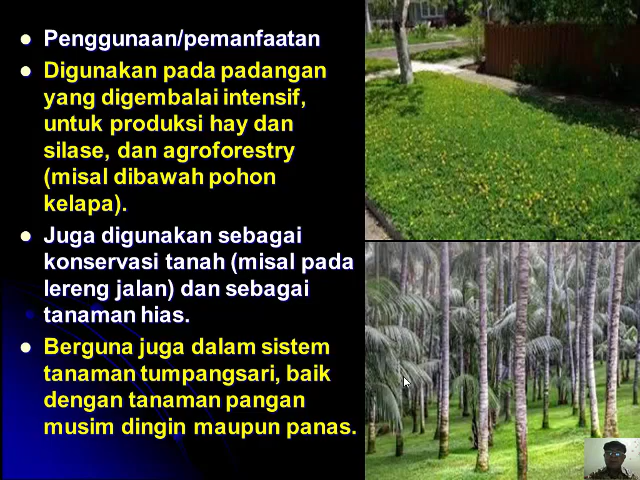 Penggunaan/pemanfaatan
Digunakan pada padangan
yang digembalai intensif,
untuk produksi hay dan
silase, dan agroforestry
(misal dibawah pohon
kelapa).
Juga digunakan sebagai
konservasi tanah (misal pada
lereng jalan) dan sebagai
tanaman hias.
Berguna juga dalam sistem
tanaman tumpangsari, baik
dengan tanaman pangan
musim dingin maupun panas.